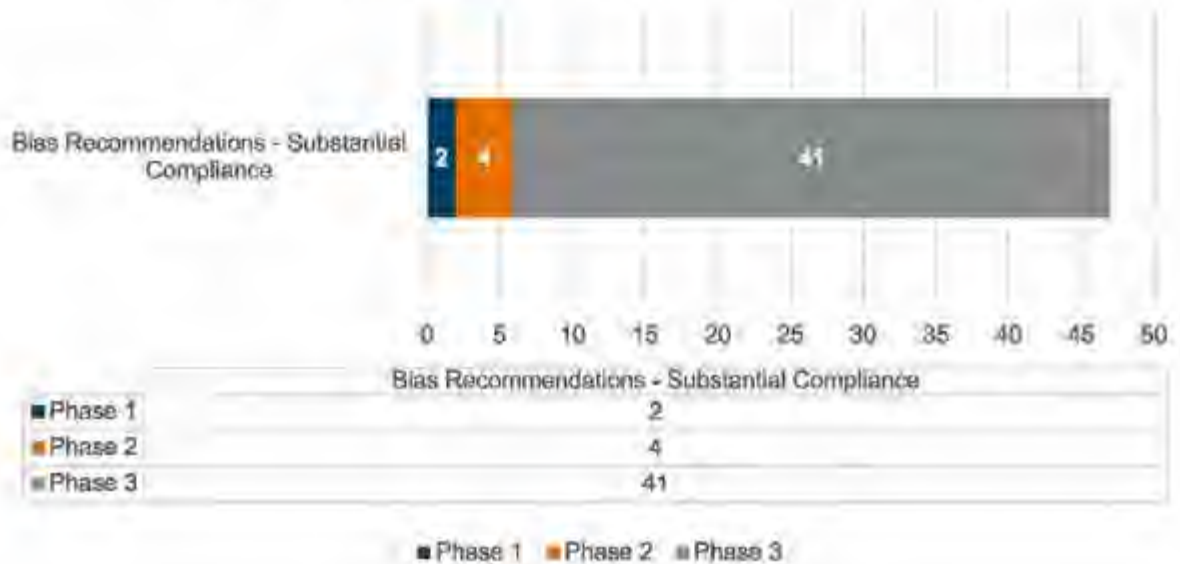 Bias Recommendations - Substantial
Compliance
2 4 41
0 5 10 15 20 25 30 35 40 45 50
Bias Recommendations - Substantial Compliance
Phase 1 2
Phase 2 4
Phase 3 41
Phase 1 Phase 2 Phase 3